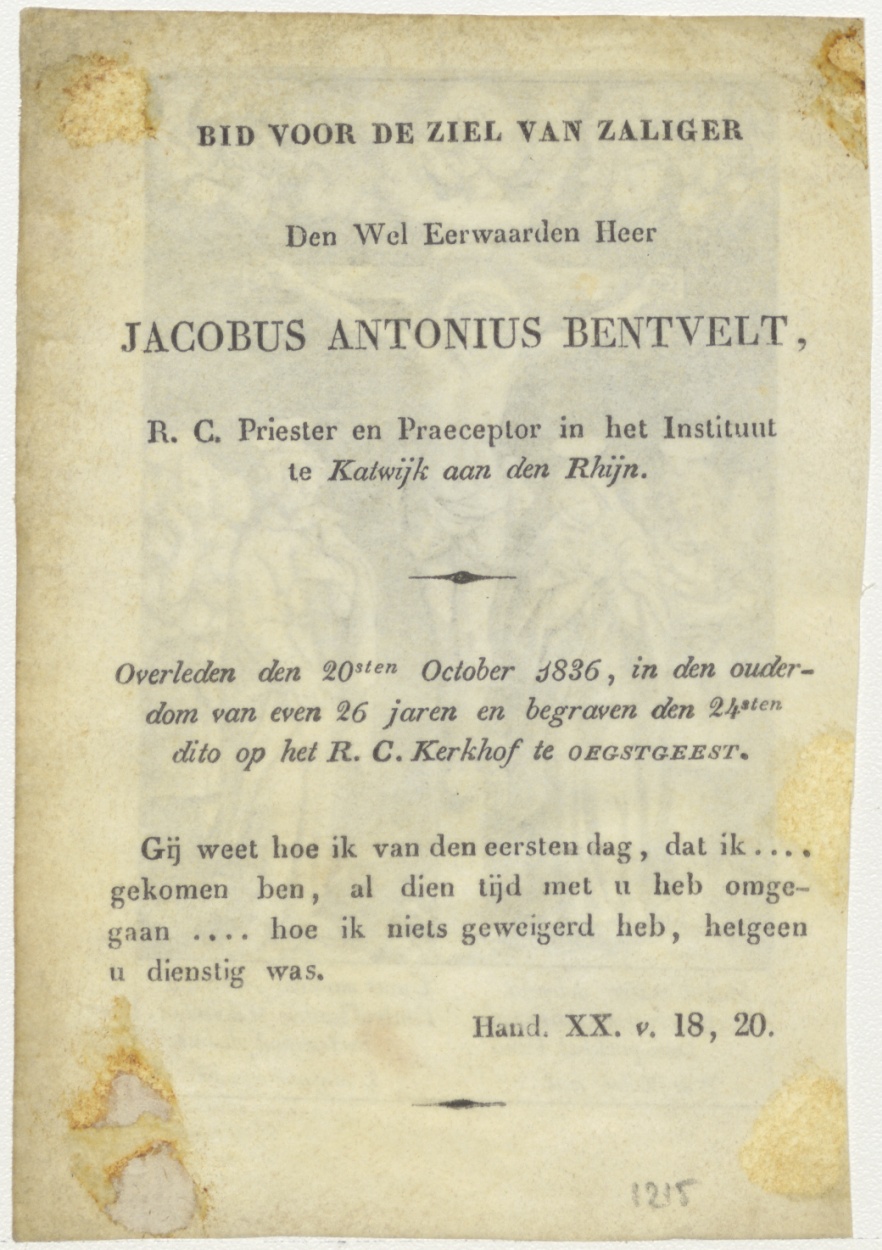 BID VOOR DE ZIEL VAN ZALIGER
Den Wel Eerwaarden Heer
JACOBUS ANTONIUS BENTVELT,
R. C. Priester en Praeceptor in het Instituut
te Katwijk aan den Rhijn.
Overleden den 20sten October 1836, in den ouder-
dom van even 26 jaren en begraven den 24sten
dito op het R. C. Kerkhof te OEGSTGEEST.
Gij weet hoe ik van den eersten dag, dat ik ....
gekomen ben, al dien tijd met u heb omge-
gaan .... hoe ik niets geweigerd heb, hetgeen
u dienstig was.
Hand. XX. v. 18, 20.
1215